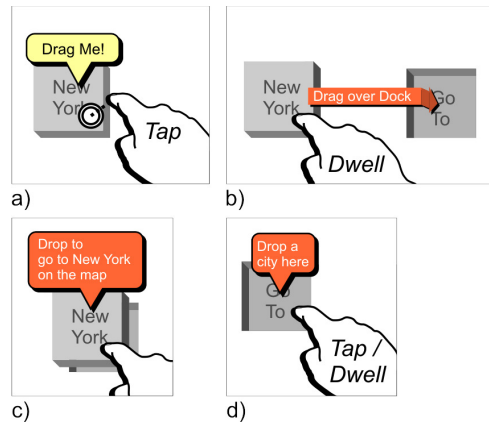 Drag Me!
New
York
Tap
a)
New
York
Drag over Dock
Go
To
Dwell
b)
Drop to
go to New York
on the map
New
York
c)
Drop a
city here
Go
To
Tap /
Dwell
d)